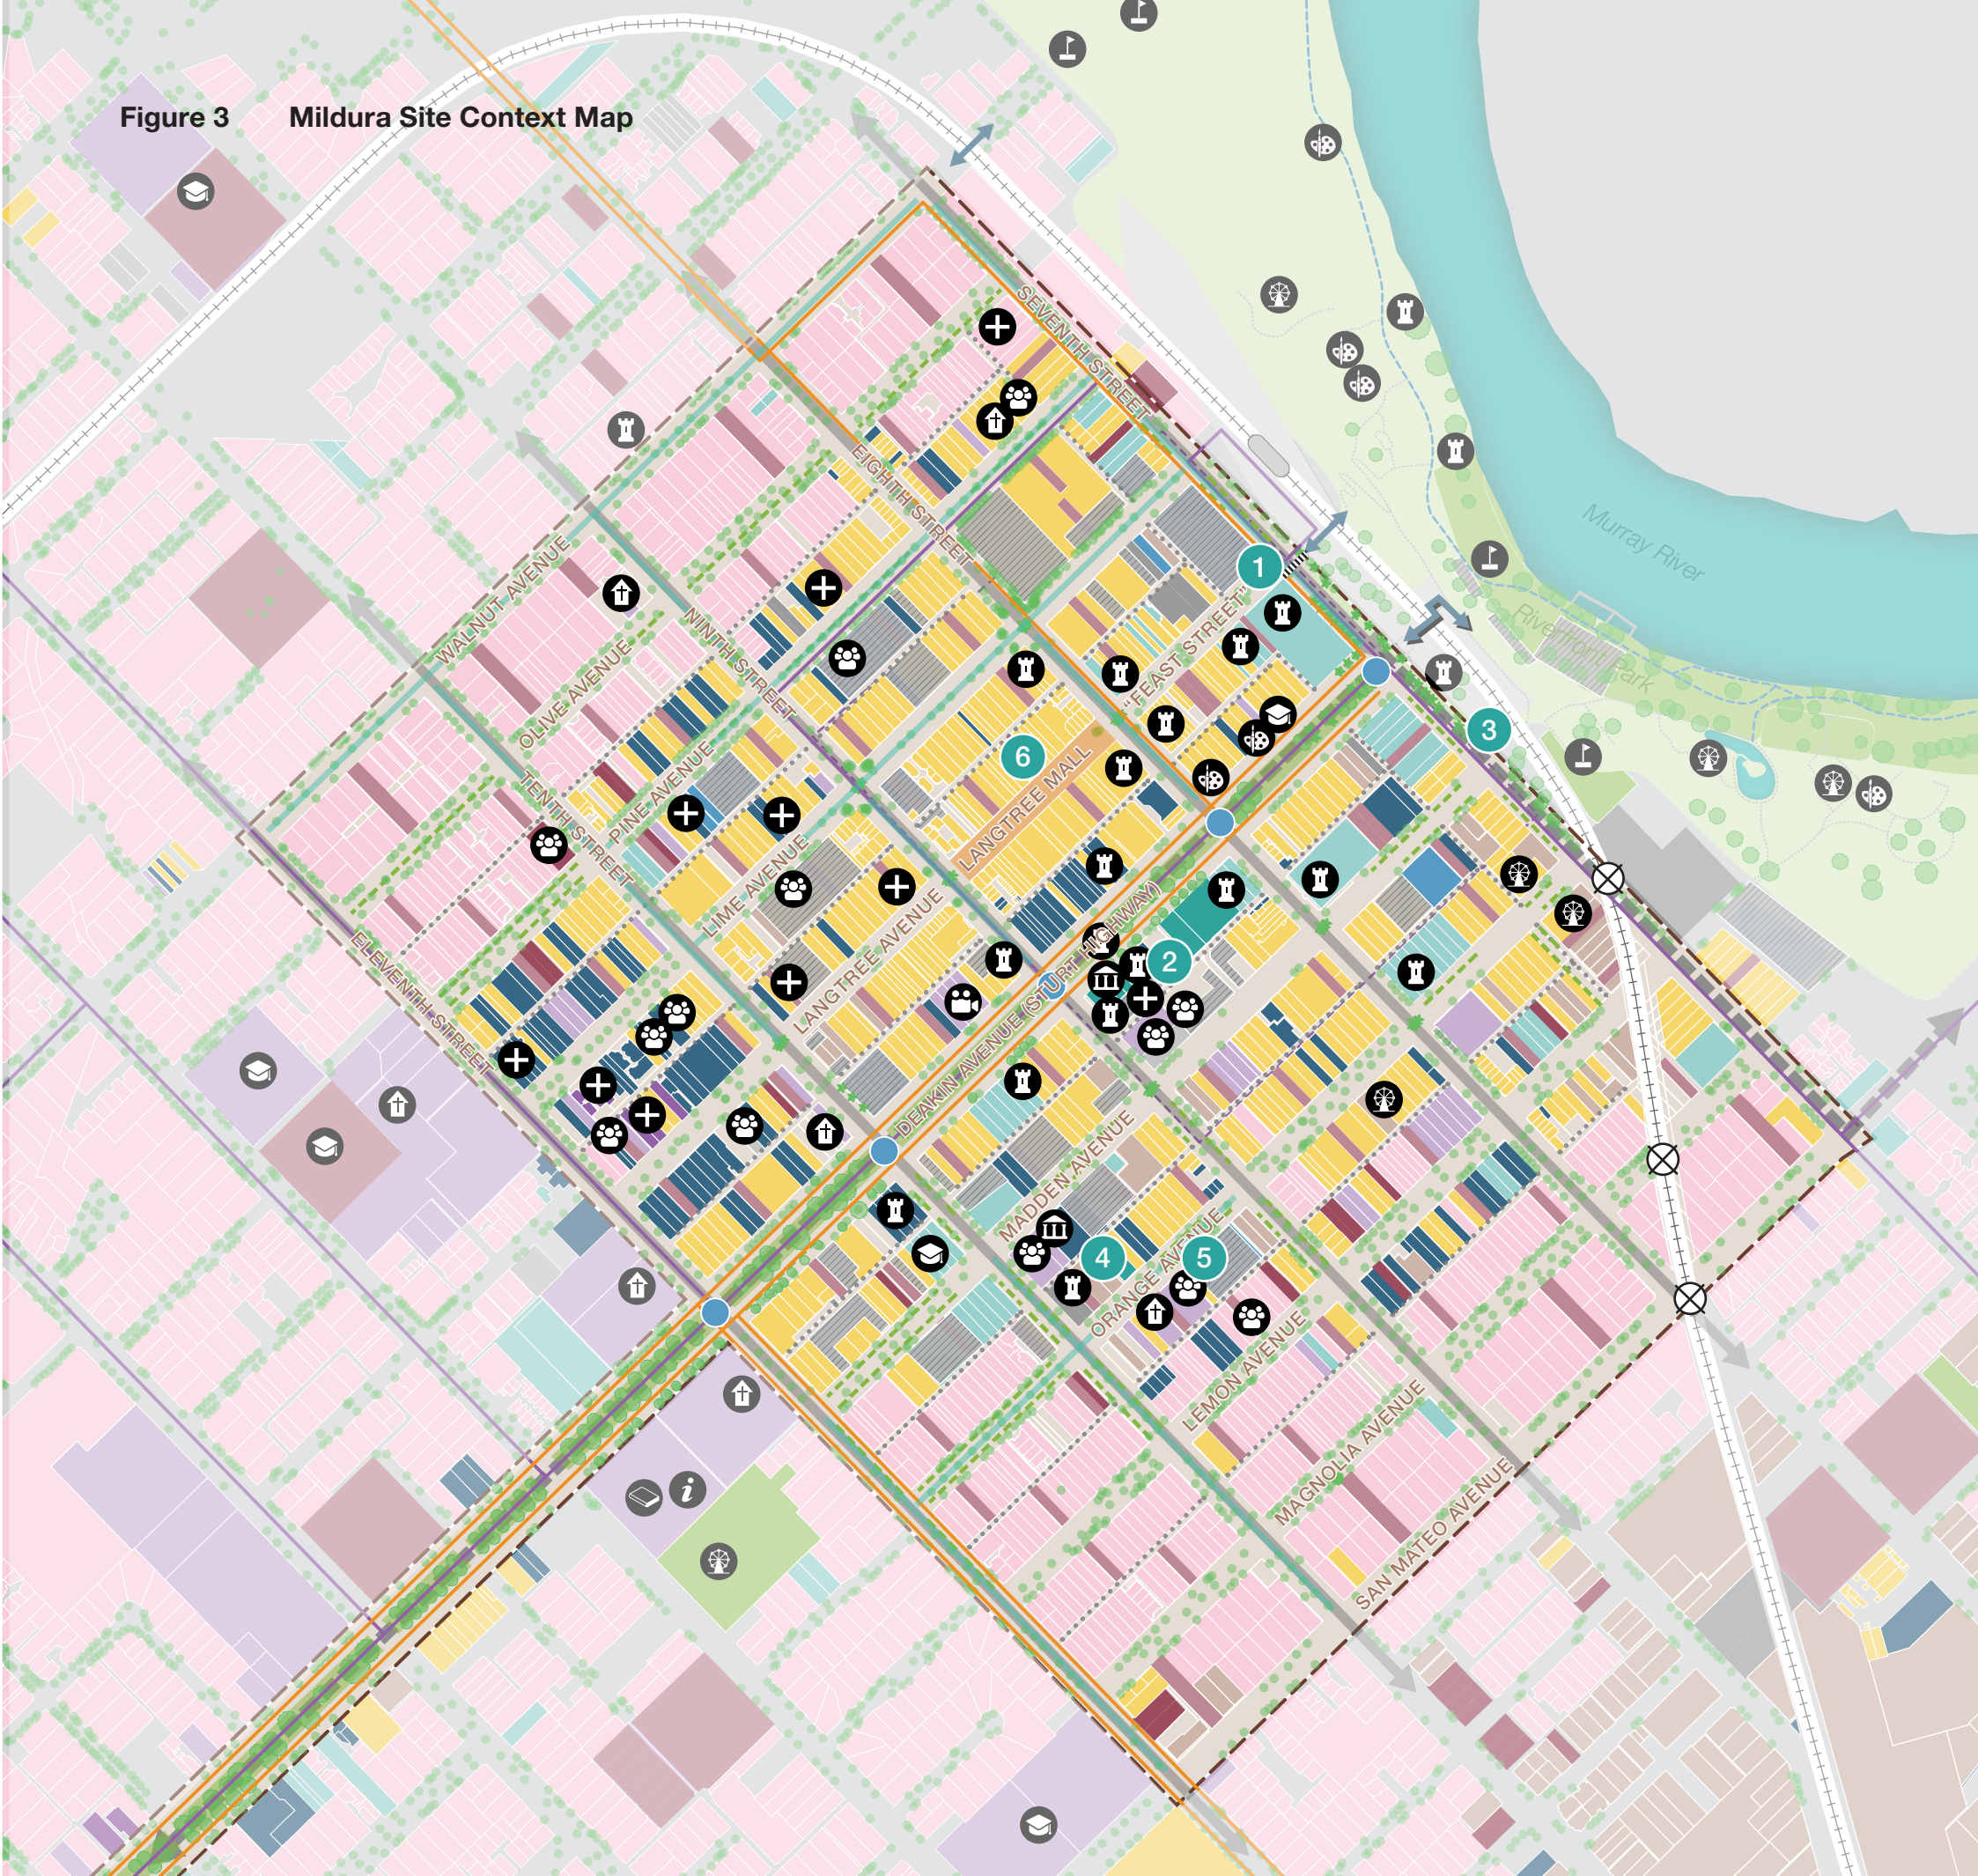 Figure 3 Mildura Site Context Map
SEVENTH STREET
EIGHTH STREET
Murray River
Riverfront Park
WALNUT AVENUE
1
"FEAST STREET"
NINTH STREET
OLIVE AVENUE
3
6
LANGTREE MALL
PINE AVENUE
TENTH STREET
LIME AVENUE
LANGTREE AVENUE
2
ELEVENTH STREET
DEAKIN AVENUE (STURT HIGHWAY)
MADDEN AVENUE
4
5
ORANGE AVENUE
LEMON AVENUE
MAGNOLIA AVENUE
SAN MATEO AVENUE
i